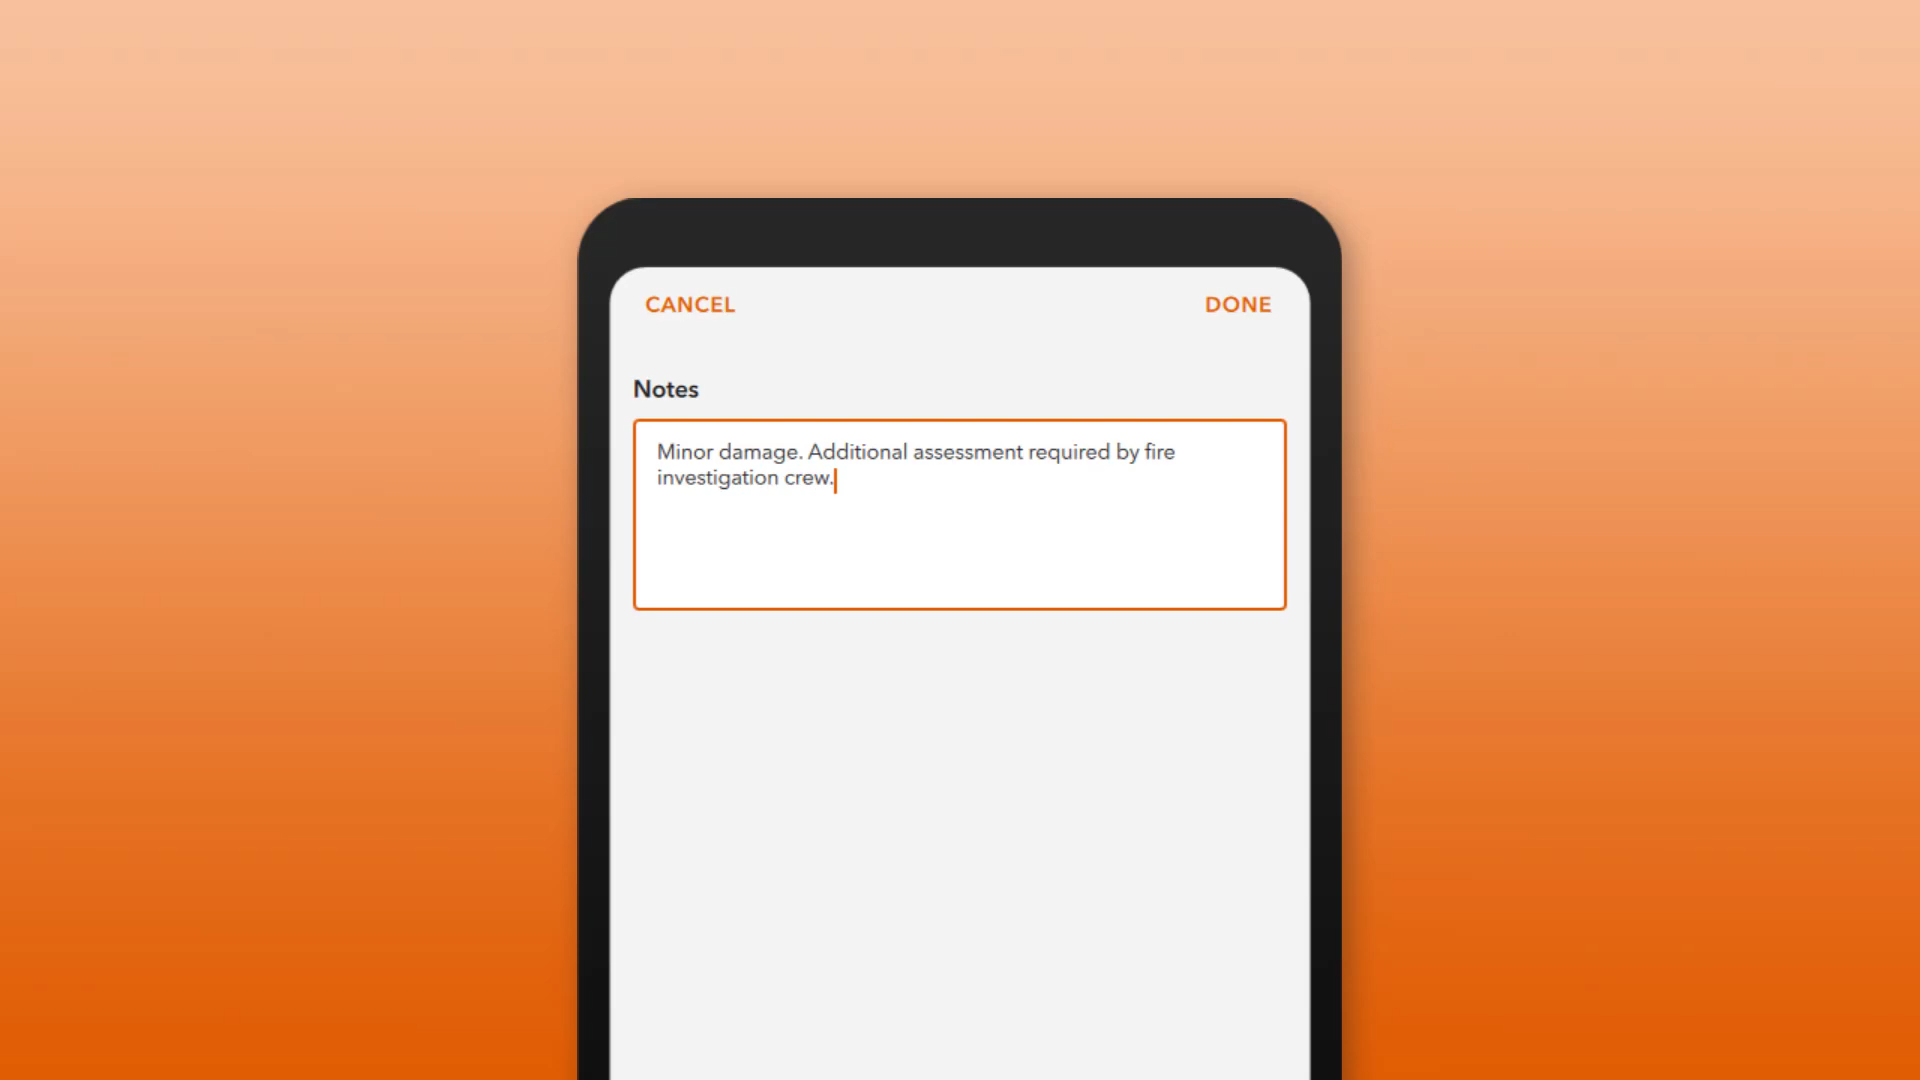 CANCEL
DONE
Notes
Minor damage. Additional assessment required by fire
investigation crew.